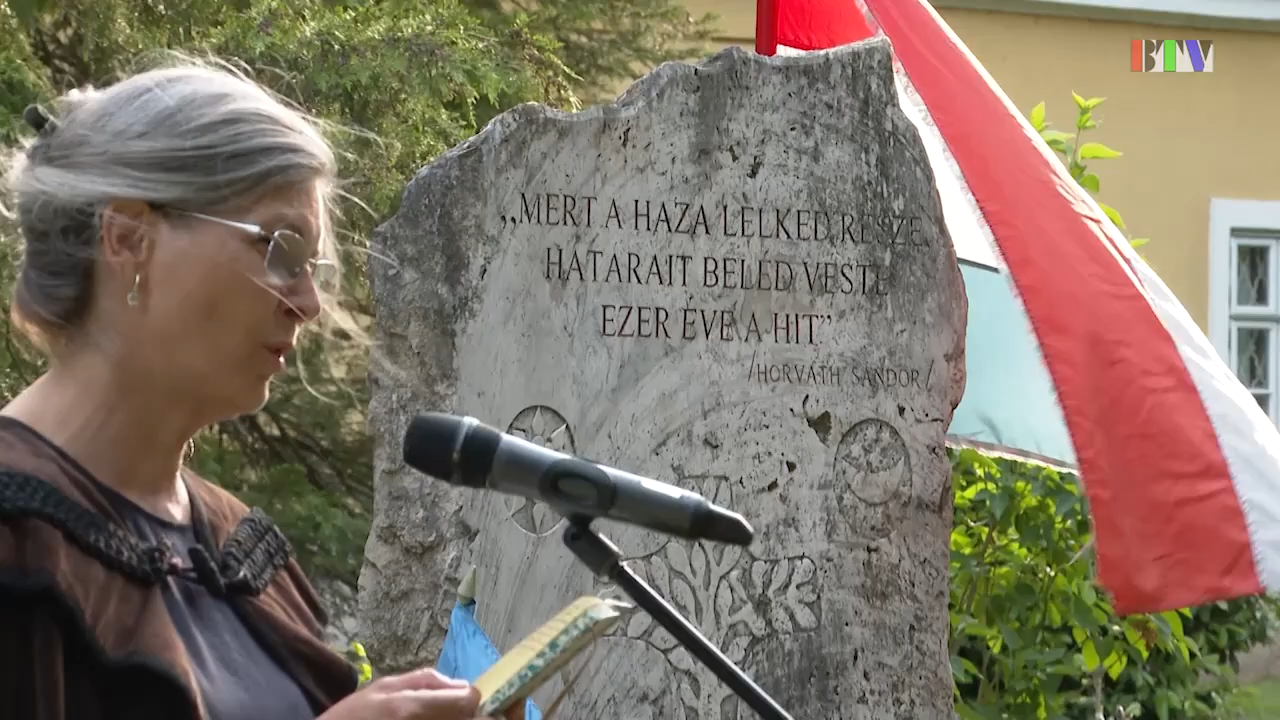 BTV
„MERT A HAZA LELKED RÉSZE,
HATÁRAIT BELÉD VÉSTE
EZER ÉVE A HIT”
/HORVÁTH SÁNDOR/